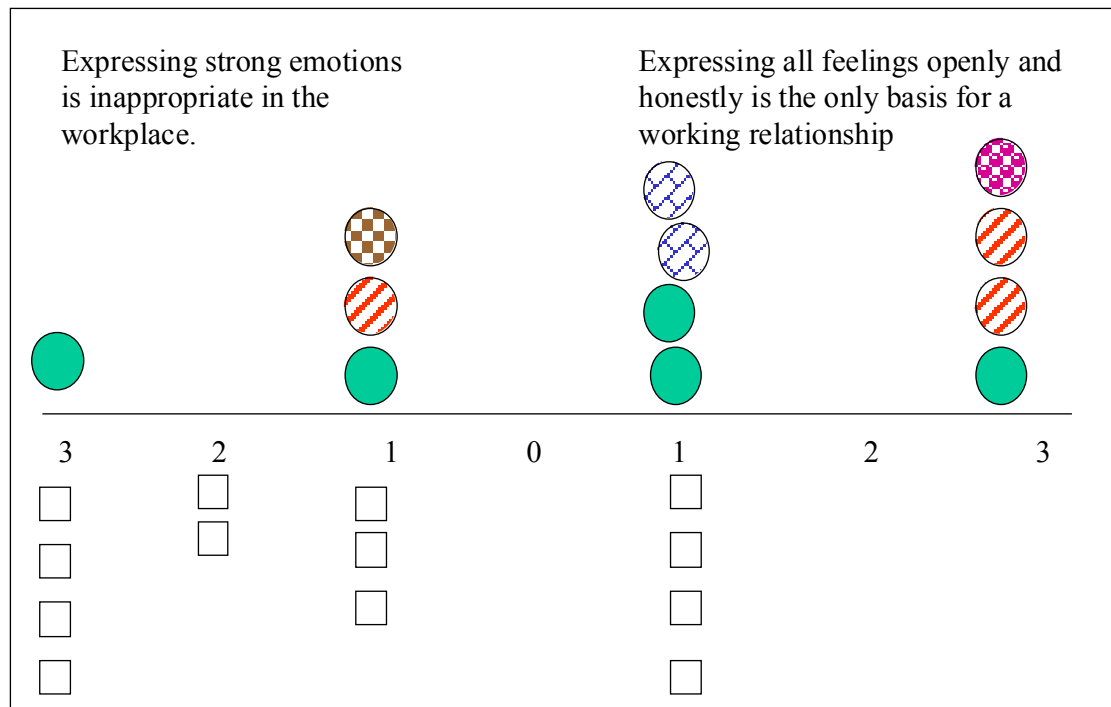 Expressing strong emotions
is inappropriate in the
workplace.
Expressing all feelings openly and
honestly is the only basis for a
working relationship
3 2 1 0 1 2 3